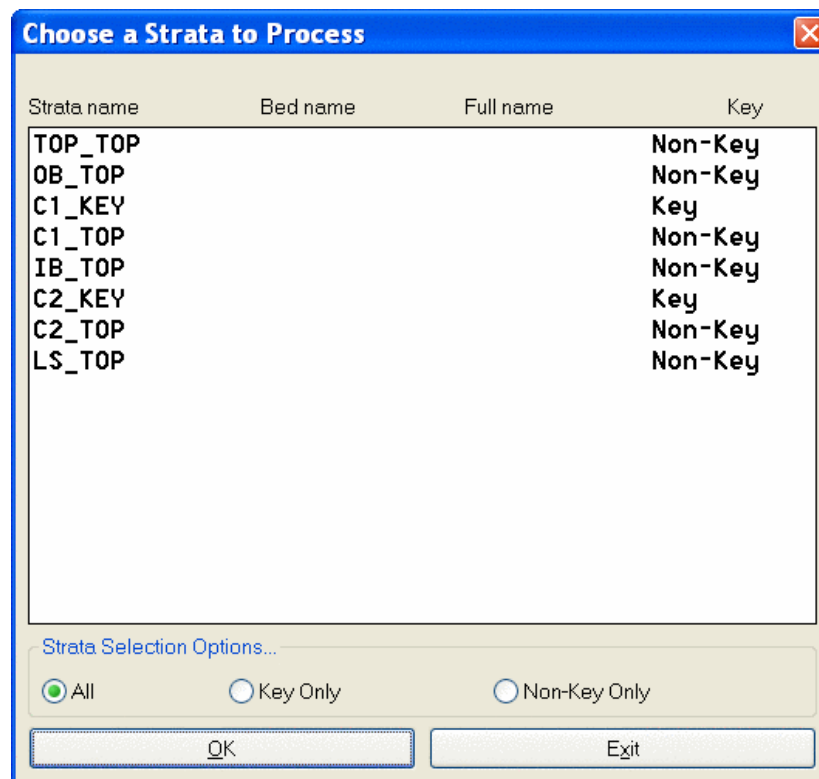 Choose a Strata to Process
Strata name Bed name Full name Key
TOP_TOP Non-Key
OB_TOP Non-Key
C1_KEY Key
C1_TOP Non-Key
IB_TOP Non-Key
C2_KEY Key
C2_TOP Non-Key
LS_TOP Non-Key
Strata Selection Options...
All Key Only Non-Key Only
OK Exit